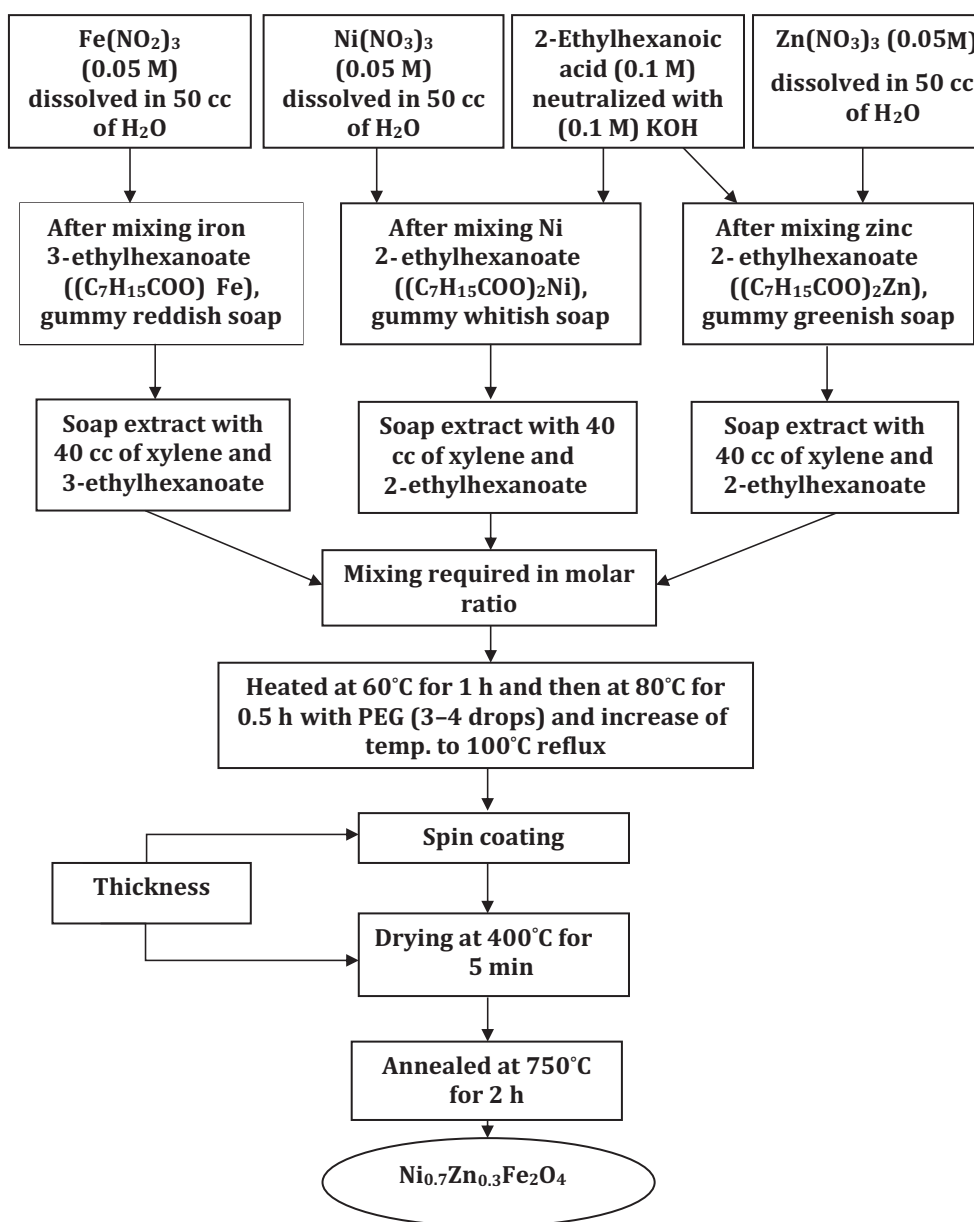 Fe(NO₂)₃
(0.05 M)
dissolved in 50 cc
of H₂O
Ni(NO₃)₃
(0.05 M)
dissolved in 50 cc
of H₂O
2-Ethylhexanoic
acid (0.1 M)
neutralized with
(0.1 M) KOH
Zn(NO₃)₃ (0.05M)
dissolved in 50 cc
of H₂O
After mixing iron
3-ethylhexanoate
((C₇H₁₅COO) Fe),
gummy reddish soap
After mixing Ni
2- ethylhexanoate
((C₇H₁₅COO)₂Ni),
gummy whitish soap
After mixing zinc
2- ethylhexanoate
((C₇H₁₅COO)₂Zn),
gummy greenish soap
Soap extract with
40 cc of xylene and
3-ethylhexanoate
Soap extract with 40
cc of xylene and
2-ethylhexanoate
Soap extract with
40 cc of xylene and
2-ethylhexanoate
Mixing required in molar
ratio
Heated at 60°C for 1 h and then at 80°C for
0.5 h with PEG (3–4 drops) and increase of
temp. to 100°C reflux
Spin coating
Thickness
Drying at 400°C for
5 min
Annealed at 750°C
for 2 h
Ni₀.₇Zn₀.₃Fe₂O₄